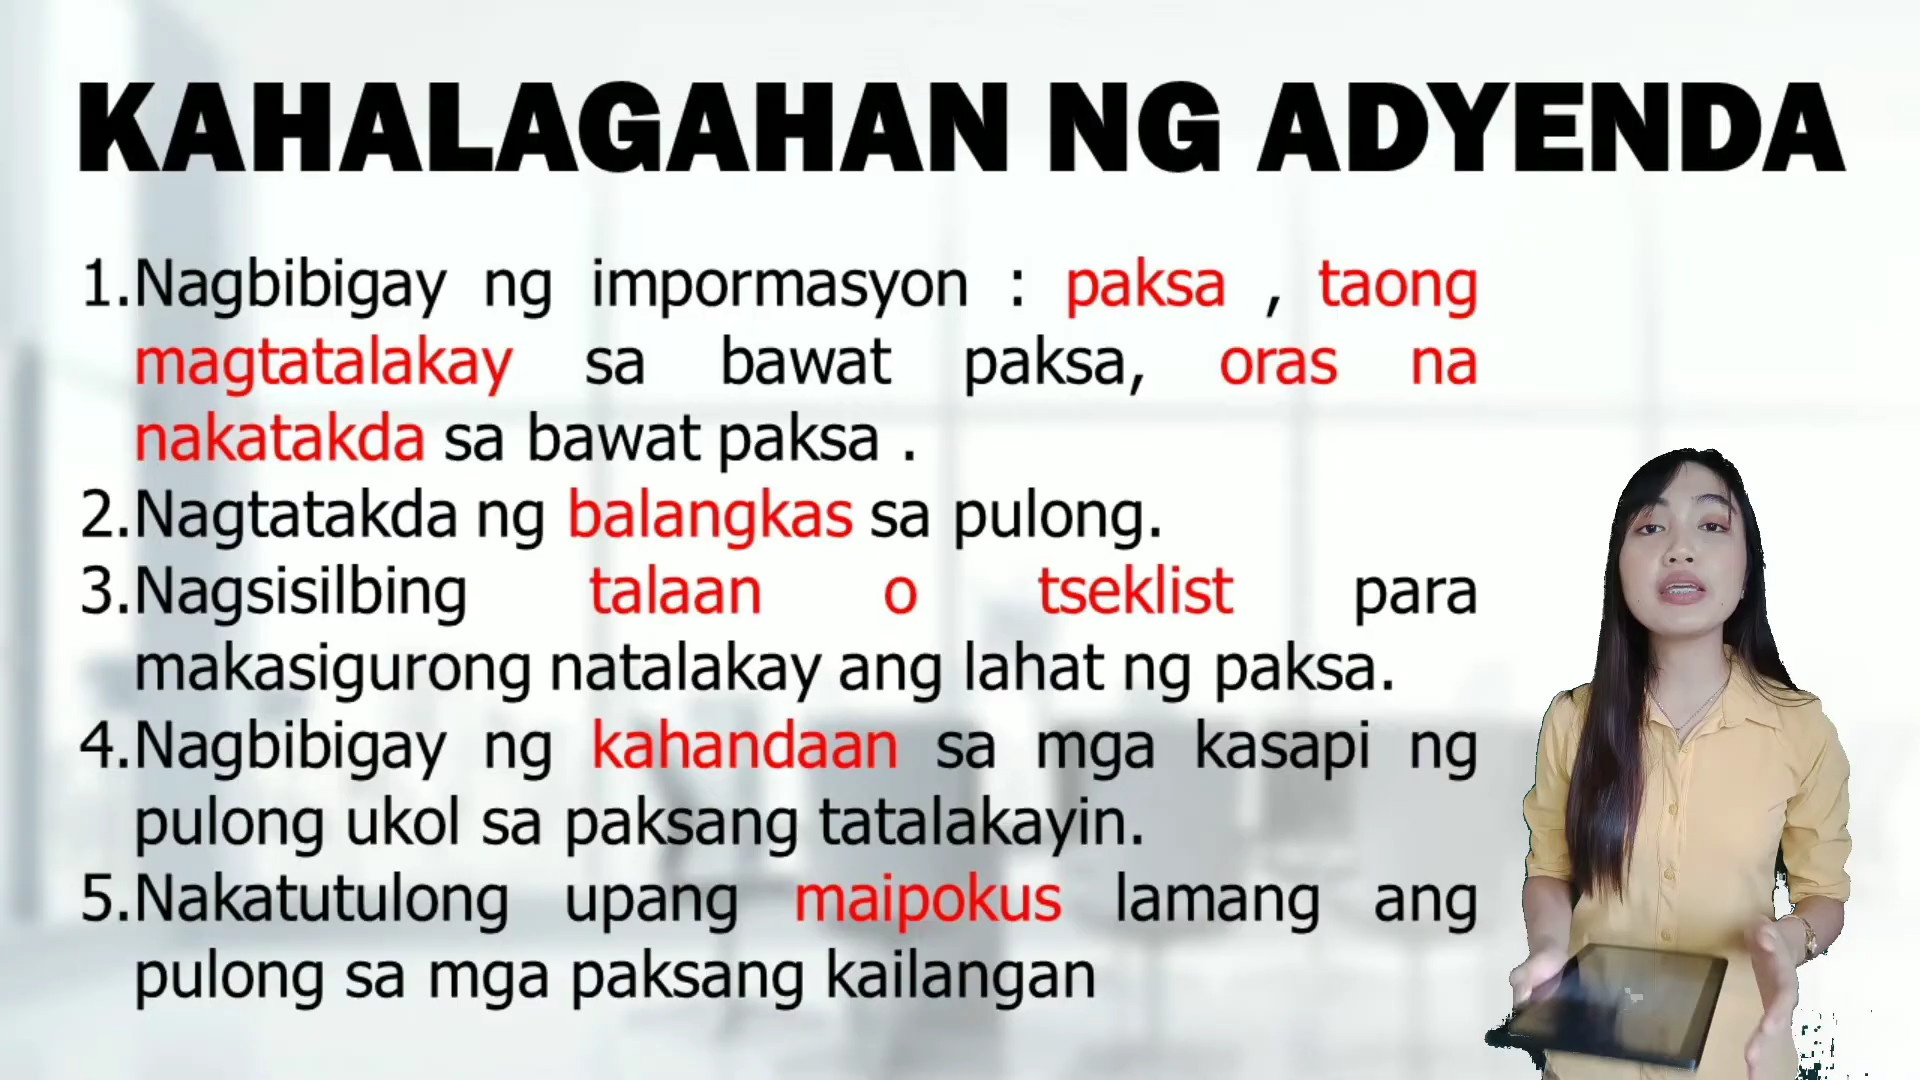 KAHALAGAHAN NG ADYENDA
1.Nagbibigay ng impormasyon : paksa , taong
magtatalakay sa bawat paksa, oras na
nakatakda sa bawat paksa .
2.Nagtatakda ng balangkas sa pulong.
3.Nagsisilbing talaan o tseklist para
makasigurong natalakay ang lahat ng paksa.
4.Nagbibigay ng kahandaan sa mga kasapi ng
pulong ukol sa paksang tatalakayin.
5.Nakatutulong upang maipokus lamang ang
pulong sa mga paksang kailangan